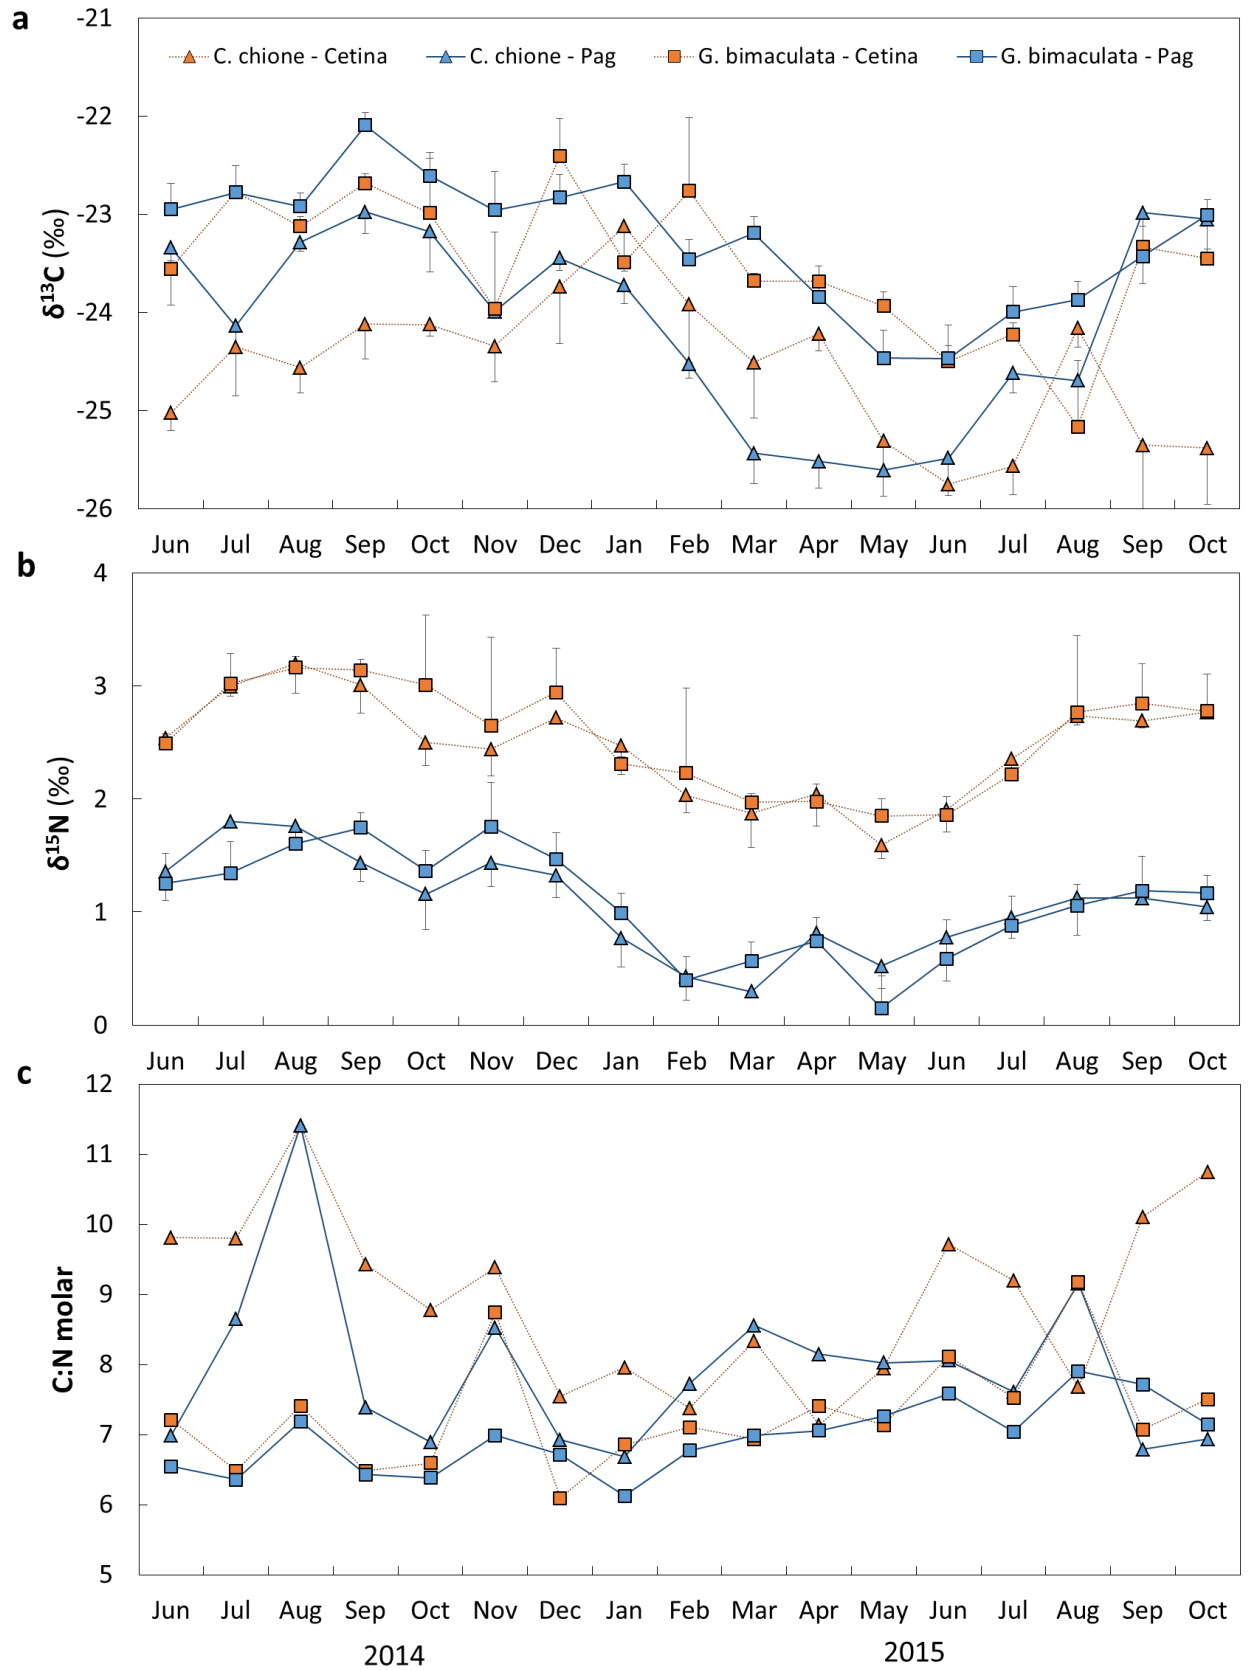 a
-21
C. chione - Cetina C. chione - Pag G. bimaculata - Cetina G. bimaculata - Pag
-22
-23
δ¹³C (‰)
-24
-25
-26
Jun Jul Aug Sep Oct Nov Dec Jan Feb Mar Apr May Jun Jul Aug Sep Oct
b
4
3
2
δ¹⁵N (‰)
1
0
Jun Jul Aug Sep Oct Nov Dec Jan Feb Mar Apr May Jun Jul Aug Sep Oct
c
12
11
10
9
C:N molar
8
7
6
5
Jun Jul Aug Sep Oct Nov Dec Jan Feb Mar Apr May Jun Jul Aug Sep Oct
2014 2015